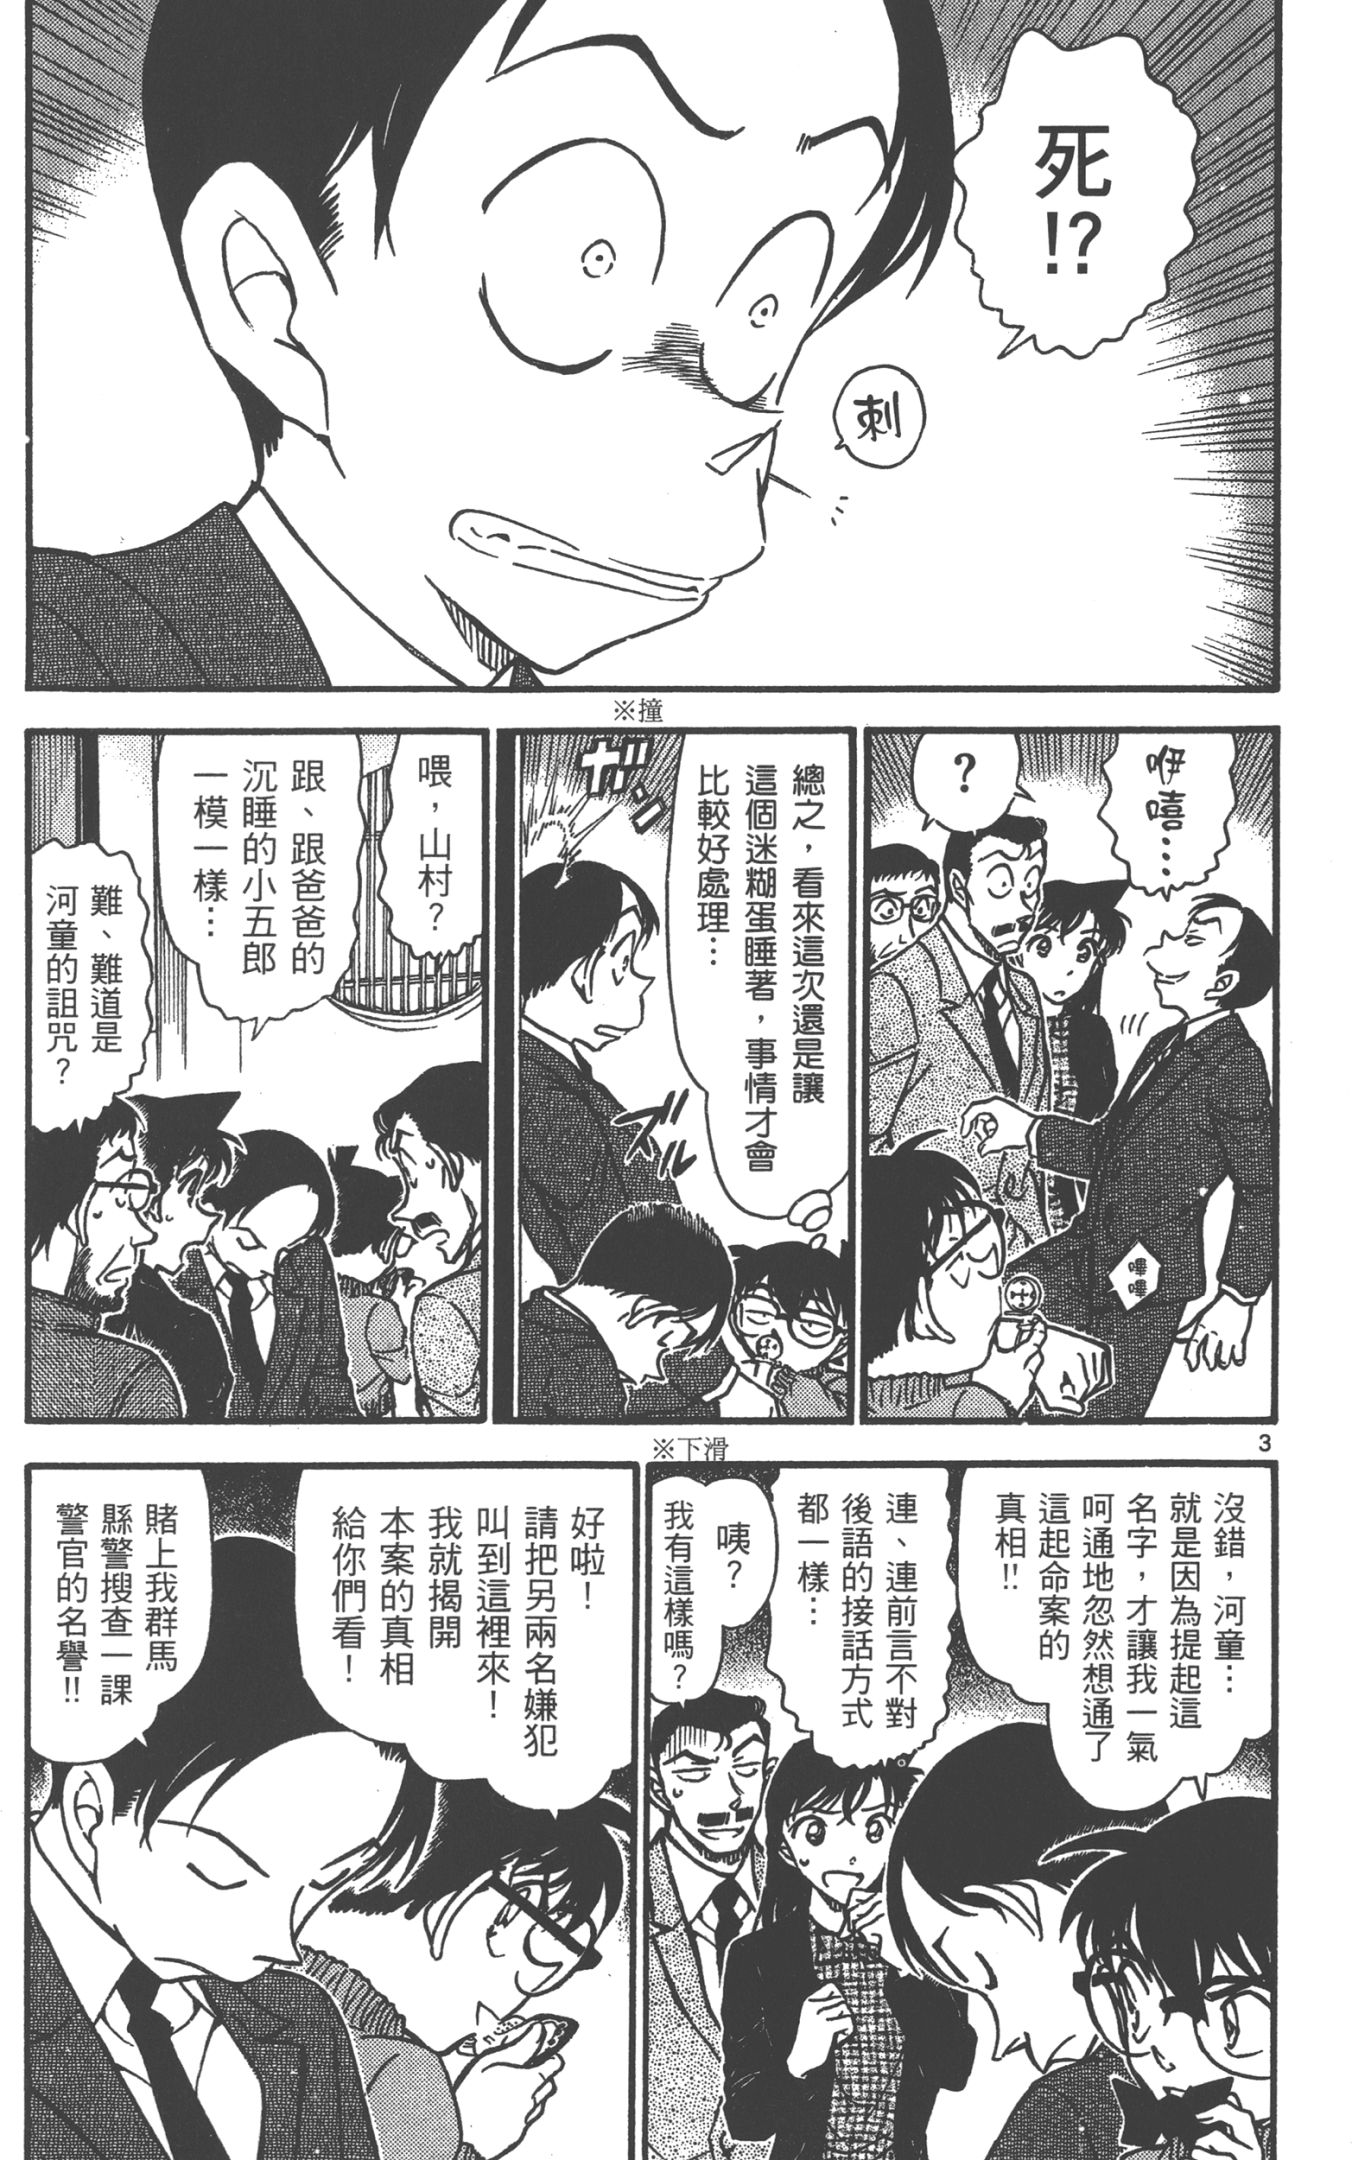 死
!?
刺
※撞
咿
嘻…
?
嗶
嗶
總之，看來這次還是讓
這個迷糊蛋睡著，事情才會
比較好處理…
ガン
ズズ
喂，山村?
跟、跟爸爸的
沉睡的小五郎
一模一樣…
難、難道是
河童的詛咒?
※下滑
3
沒錯，河童…
就是因為提起這
名字，才讓我一氣
呵通地忽然想通了
這起命案的
真相!!
連、連前言不對
後語的接話方式
都一樣…
咦?
我有這樣嗎?
好啦!
請把另兩名嫌犯
叫到這裡來!
我就揭開
本案的真相
給你們看!
賭上我群馬
縣警搜查一課
警官的名譽!!